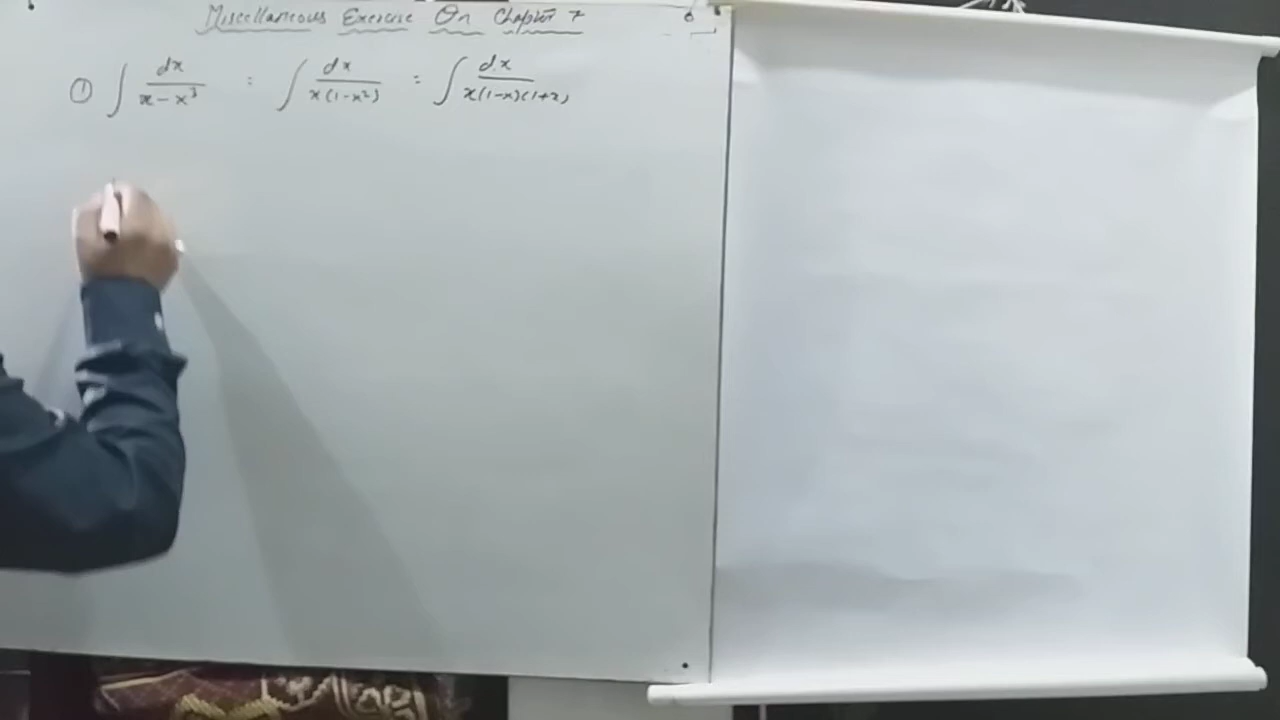 Miscellaneous Exercise On Chapter 7
① ∫ dx/(x - x³) = ∫ dx/(x(1-x²)) = ∫ dx/(x(1-x)(1+x))